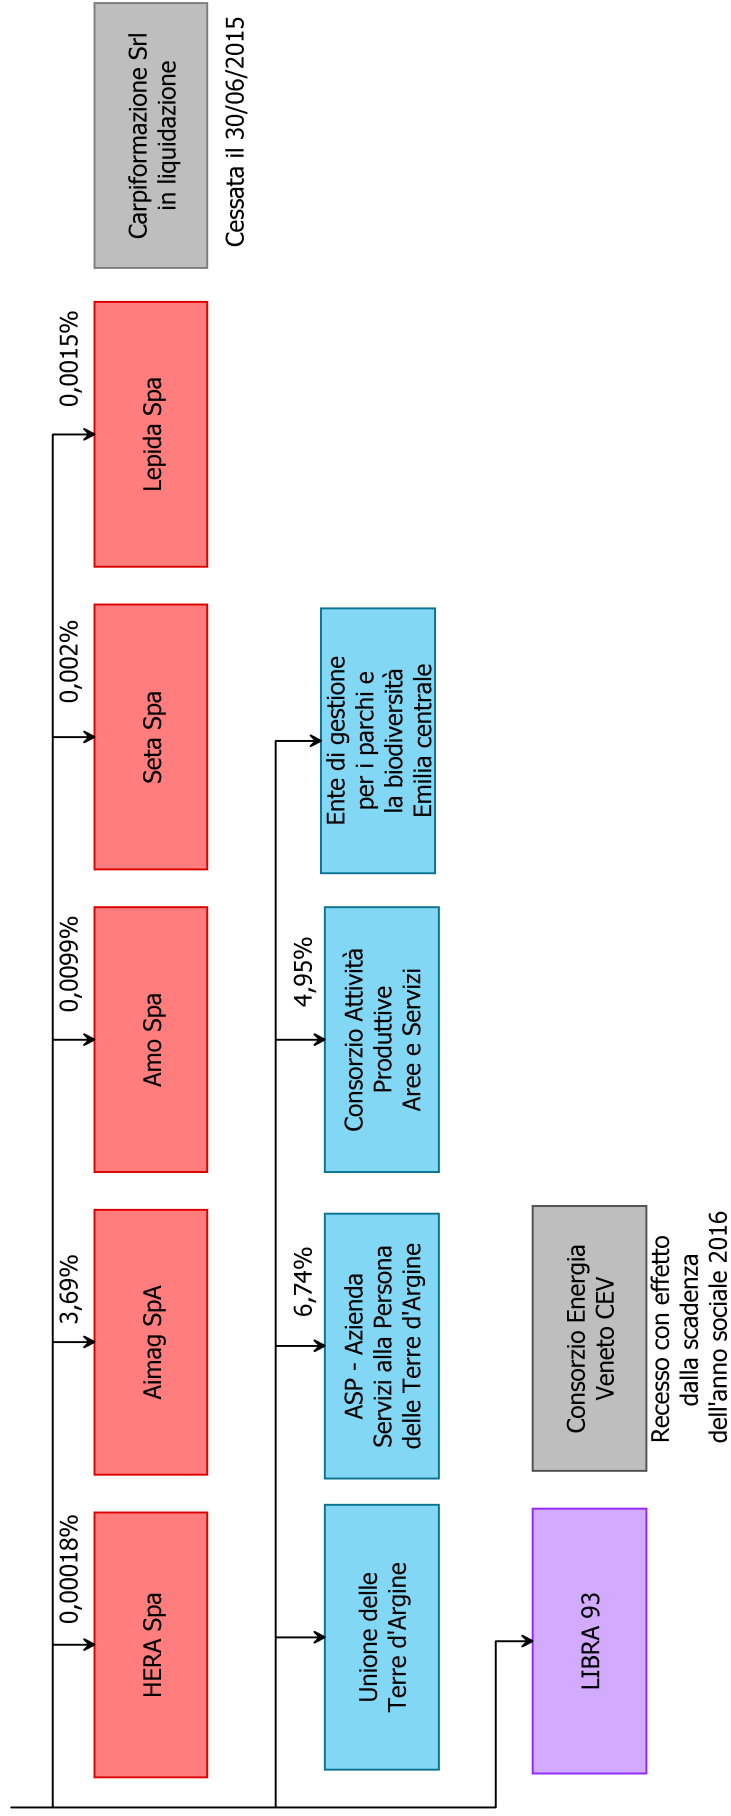 0,00018%
HERA Spa
3,69%
Aimag SpA
0,0099%
Amo Spa
0,002%
Seta Spa
0,0015%
Lepida Spa
Carpiformazione Srl
in liquidazione
Cessata il 30/06/2015
Unione delle
Terre d'Argine
6,74%
ASP - Azienda
Servizi alla Persona
delle Terre d'Argine
4,95%
Consorzio Attività
Produttive
Aree e Servizi
Ente di gestione
per i parchi e
la biodiversità
Emilia centrale
LIBRA 93
Consorzio Energia
Veneto CEV
Recesso con effetto
dalla scadenza
dell'anno sociale 2016